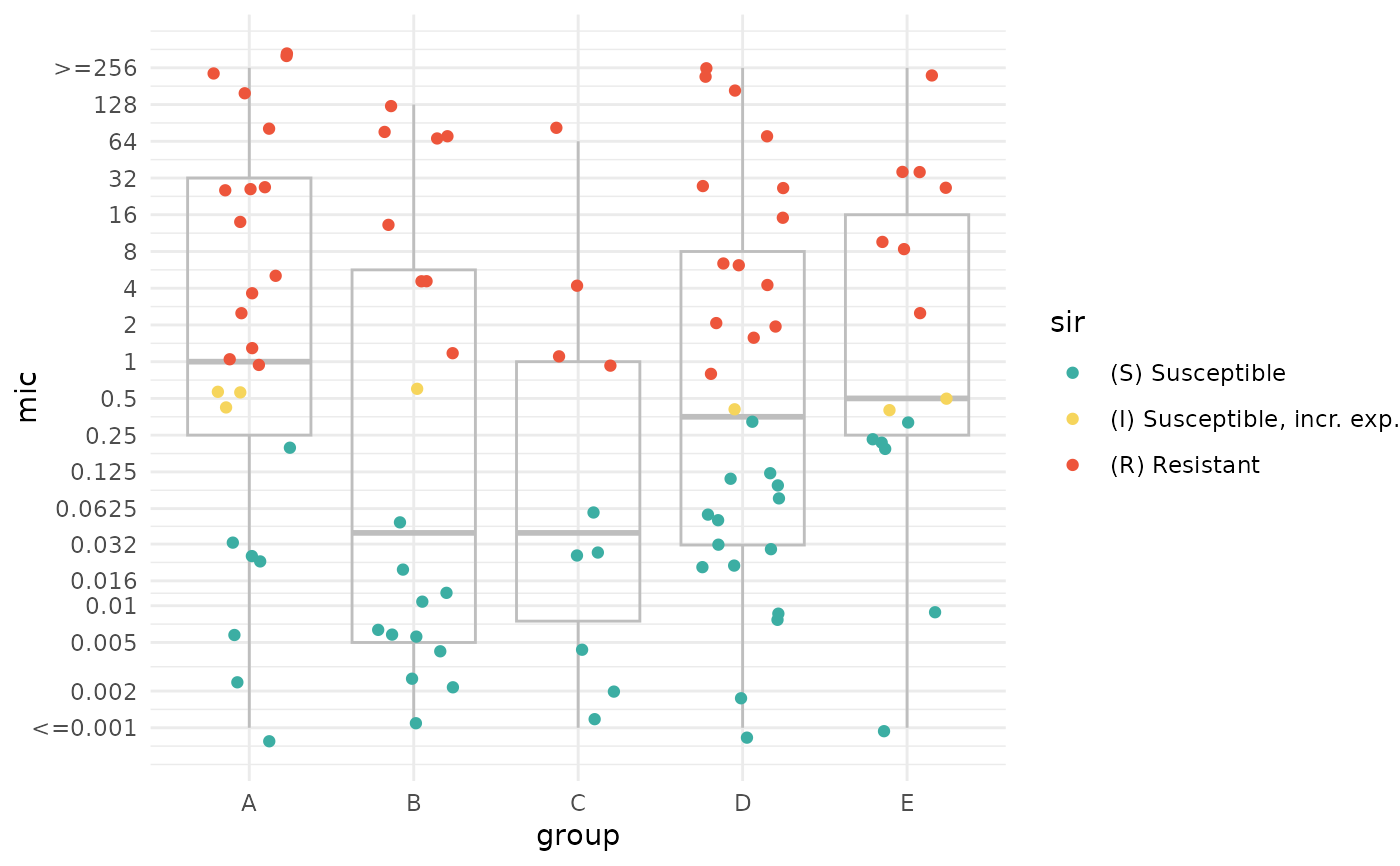 >=256
128
64
32
16
8
4
2
1
0.5
0.25
0.125
0.0625
0.032
0.016
0.01
0.005
0.002
<=0.001
mic
A B C D E
group
sir
(S) Susceptible
(I) Susceptible, incr. exp.
(R) Resistant